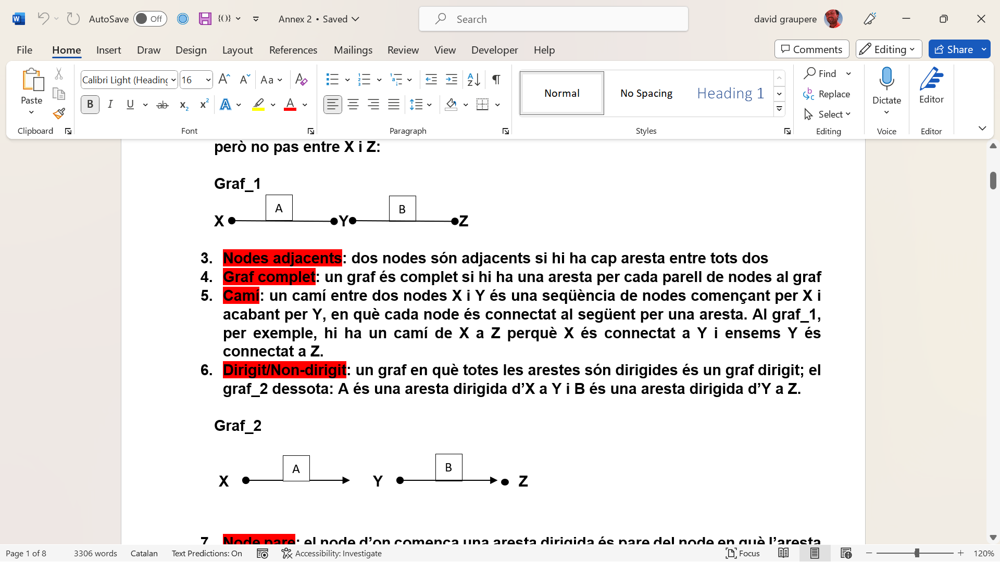 AutoSave Off Annex 2 • Saved Search david graupere
File Home Insert Draw Design Layout References Mailings Review View Developer Help Comments Editing Share
Calibri Light (Heading 16 Aa
Paste
B I U ab x₂ x² A A
Normal No Spacing Heading 1
Find
Replace
Select
Dictate
Editor
Clipboard Font Paragraph Styles Editing Voice Editor
però no pas entre X i Z:
Graf_1
A B
X Y Z
3. Nodes adjacents: dos nodes són adjacents si hi ha cap aresta entre tots dos
4. Graf complet: un graf és complet si hi ha una aresta per cada parell de nodes al graf
5. Camí: un camí entre dos nodes X i Y és una seqüència de nodes començant per X i
acabant per Y, en què cada node és connectat al següent per una aresta. Al graf_1,
per exemple, hi ha un camí de X a Z perquè X és connectat a Y i ensems Y és
connectat a Z.
6. Dirigit/Non-dirigit: un graf en què totes les arestes són dirigides és un graf dirigit; el
graf_2 dessota: A és una aresta dirigida d’X a Y i B és una aresta dirigida d’Y a Z.
Graf_2
A B
X Y Z
7. Node pare: el node d’on comença una aresta dirigida és pare del node en què l’aresta
Page 1 of 8 3306 words Catalan Text Predictions: On Accessibility: Investigate Focus 120%